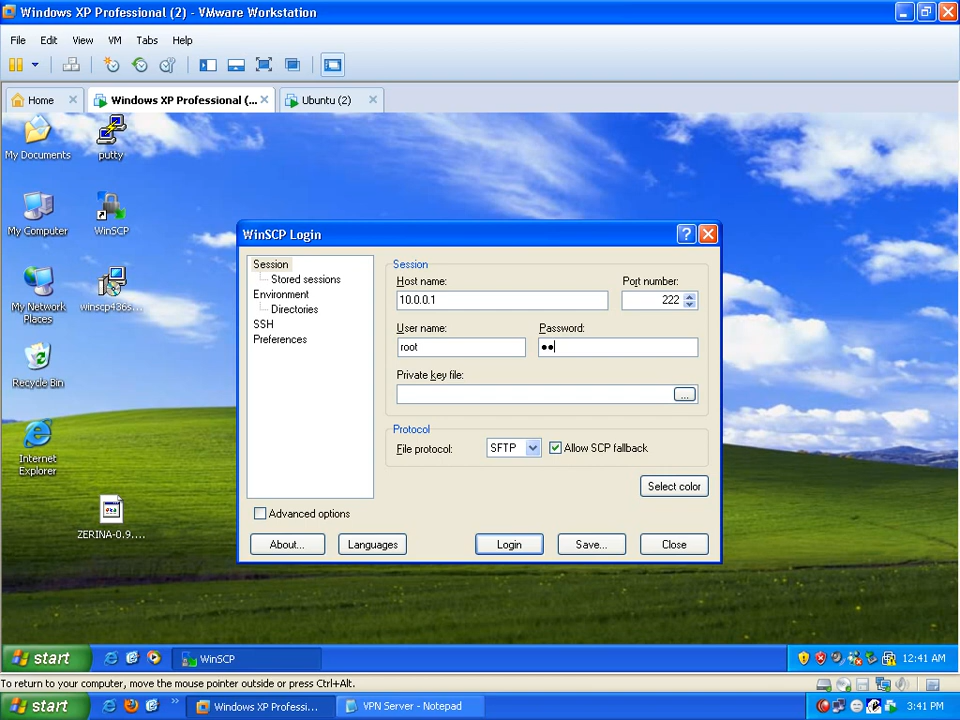 Windows XP Professional (2) - VMware Workstation
File Edit View VM Tabs Help
Home
Windows XP Professional (...
Ubuntu (2)
My Documents
putty
My Computer
WinSCP
My Network Places
winscp436s...
Recycle Bin
Internet Explorer
ZERINA-0.9....
WinSCP Login
Session
Stored sessions
Environment
Directories
SSH
Preferences
Session
Host name:
Port number:
10.0.0.1
222
User name:
Password:
root
●●
Private key file:
...
Protocol
File protocol:
SFTP
Allow SCP fallback
Select color
Advanced options
About...
Languages
Login
Save...
Close
start
WinSCP
12:41 AM
To return to your computer, move the mouse pointer outside or press Ctrl+Alt.
start
»
Windows XP Professi...
VPN Server - Notepad
3:41 PM